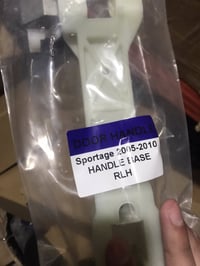 DOOR HANDLE
Sportage 2005-2010
HANDLE BASE
RLH